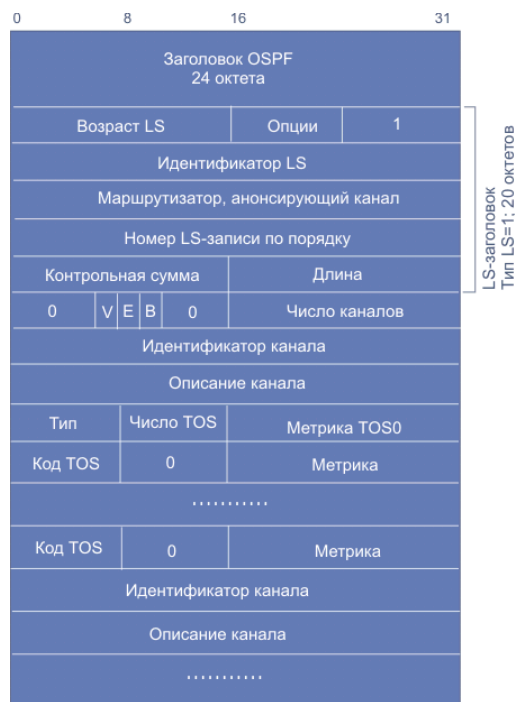 0 8 16 31
Заголовок OSPF
24 октета
Возраст LS Опции 1
Идентификатор LS
Маршрутизатор, анонсирующий канал
Номер LS-записи по порядку
Контрольная сумма Длина
LS-заголовок
Тип LS=1; 20 октетов
0 V E B 0 Число каналов
Идентификатор канала
Описание канала
Тип Число TOS Метрика TOS0
Код TOS 0 Метрика
...........
Код TOS 0 Метрика
Идентификатор канала
Описание канала
...........